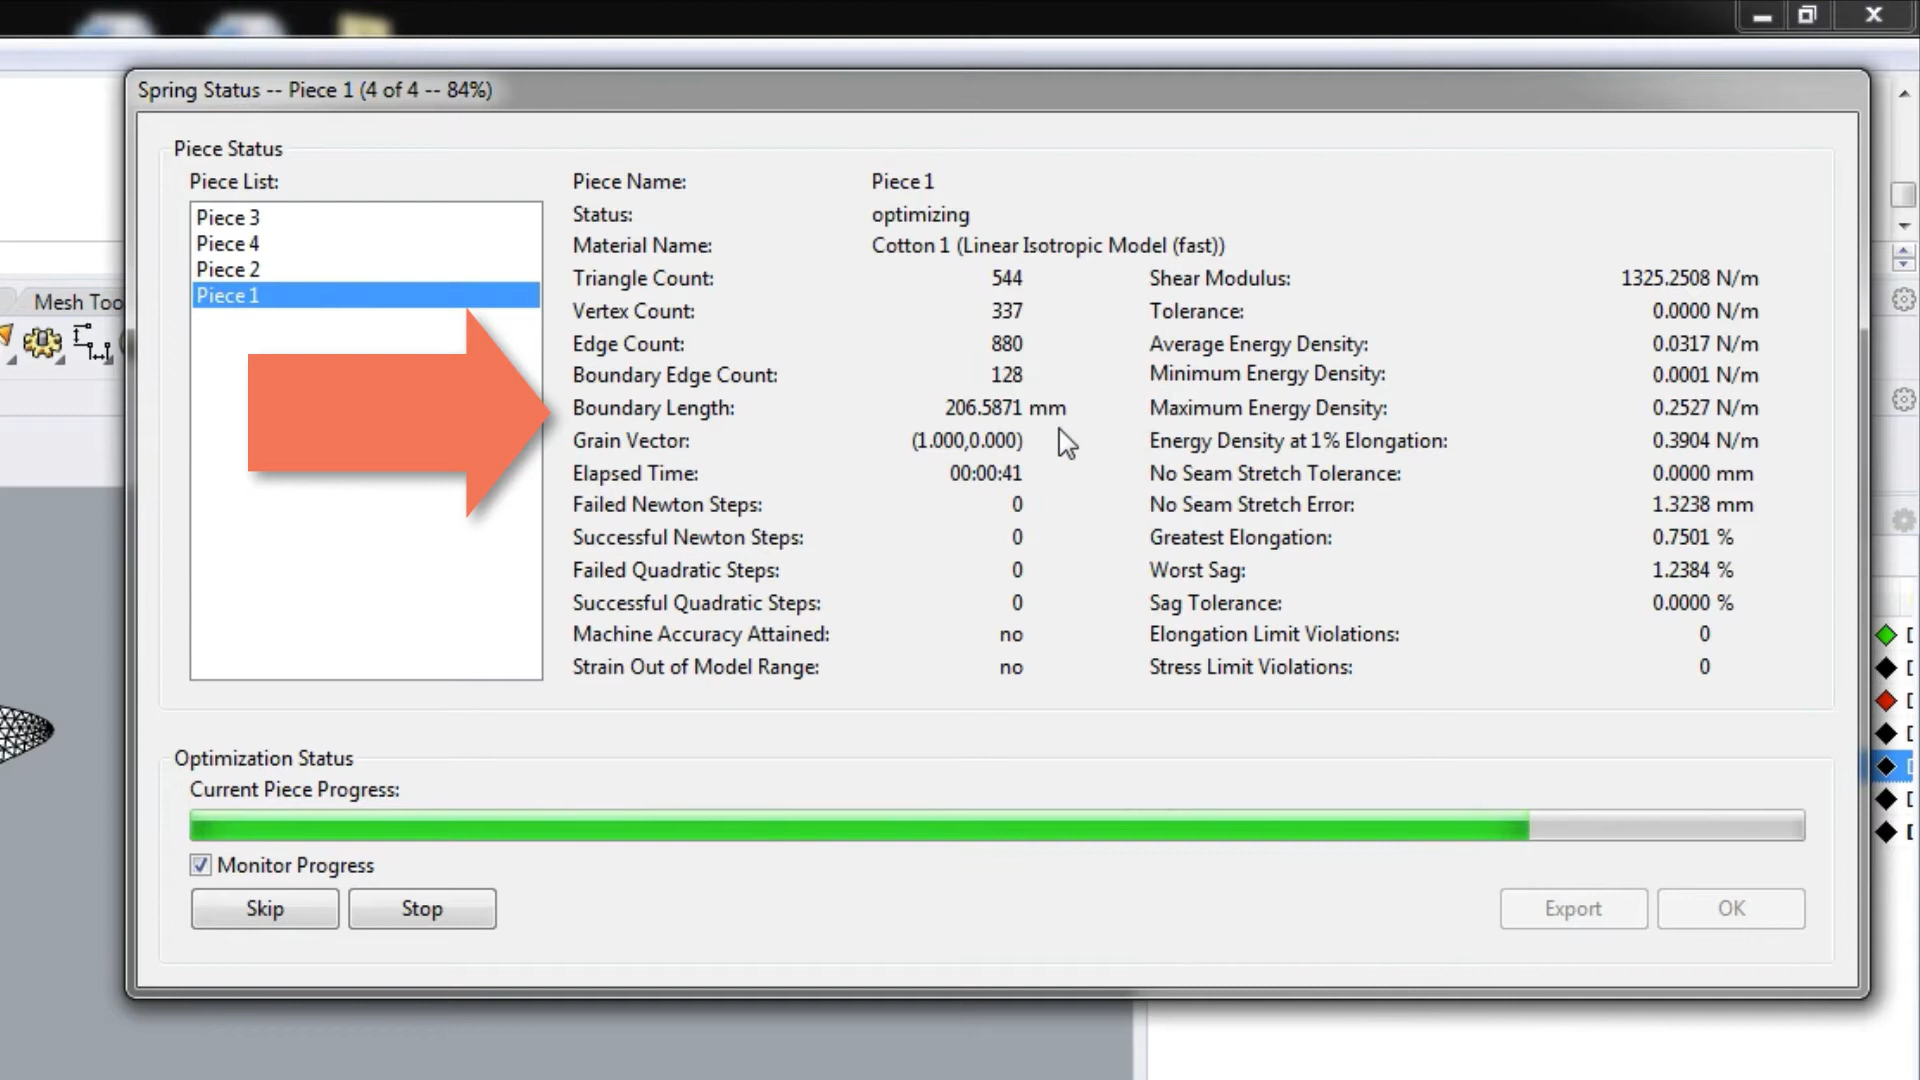 Spring Status -- Piece 1 (4 of 4 -- 84%)
Piece Status
Piece List:
Piece 3
Piece 4
Piece 2
Piece 1
Piece Name: Piece 1
Status: optimizing
Material Name: Cotton 1 (Linear Isotropic Model (fast))
Triangle Count: 544 Shear Modulus: 1325.2508 N/m
Vertex Count: 337 Tolerance: 0.0000 N/m
Edge Count: 880 Average Energy Density: 0.0317 N/m
Boundary Edge Count: 128 Minimum Energy Density: 0.0001 N/m
Boundary Length: 206.5871 mm Maximum Energy Density: 0.2527 N/m
Grain Vector: (1.000,0.000) Energy Density at 1% Elongation: 0.3904 N/m
Elapsed Time: 00:00:41 No Seam Stretch Tolerance: 0.0000 mm
Failed Newton Steps: 0 No Seam Stretch Error: 1.3238 mm
Successful Newton Steps: 0 Greatest Elongation: 0.7501 %
Failed Quadratic Steps: 0 Worst Sag: 1.2384 %
Successful Quadratic Steps: 0 Sag Tolerance: 0.0000 %
Machine Accuracy Attained: no Elongation Limit Violations: 0
Strain Out of Model Range: no Stress Limit Violations: 0
Mesh Too
Optimization Status
Current Piece Progress:
Monitor Progress
Skip Stop Export OK